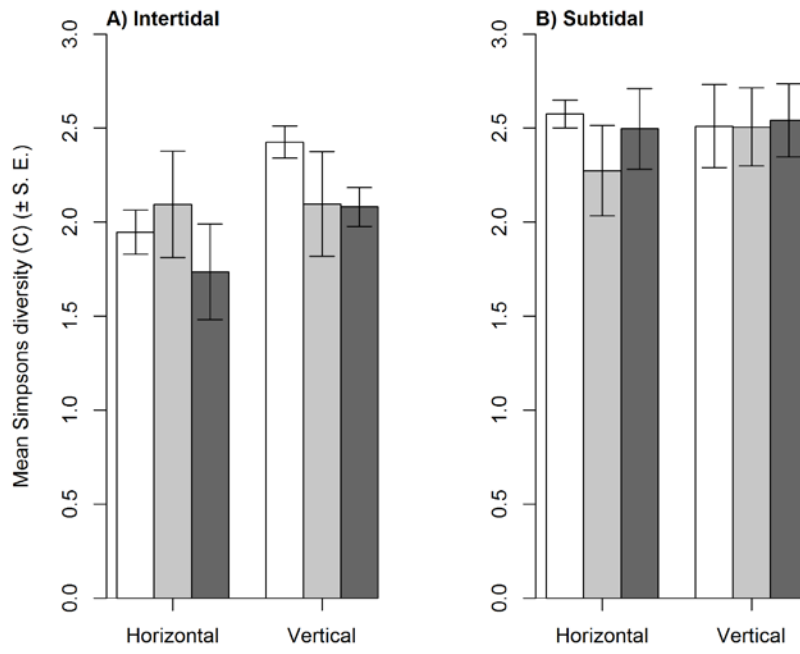 A) Intertidal
B) Subtidal
Mean Simpsons diversity (C) (± S. E.)
3.0
2.5
2.0
1.5
1.0
0.5
0.0
Horizontal
Vertical
3.0
2.5
2.0
1.5
1.0
0.5
0.0
Horizontal
Vertical